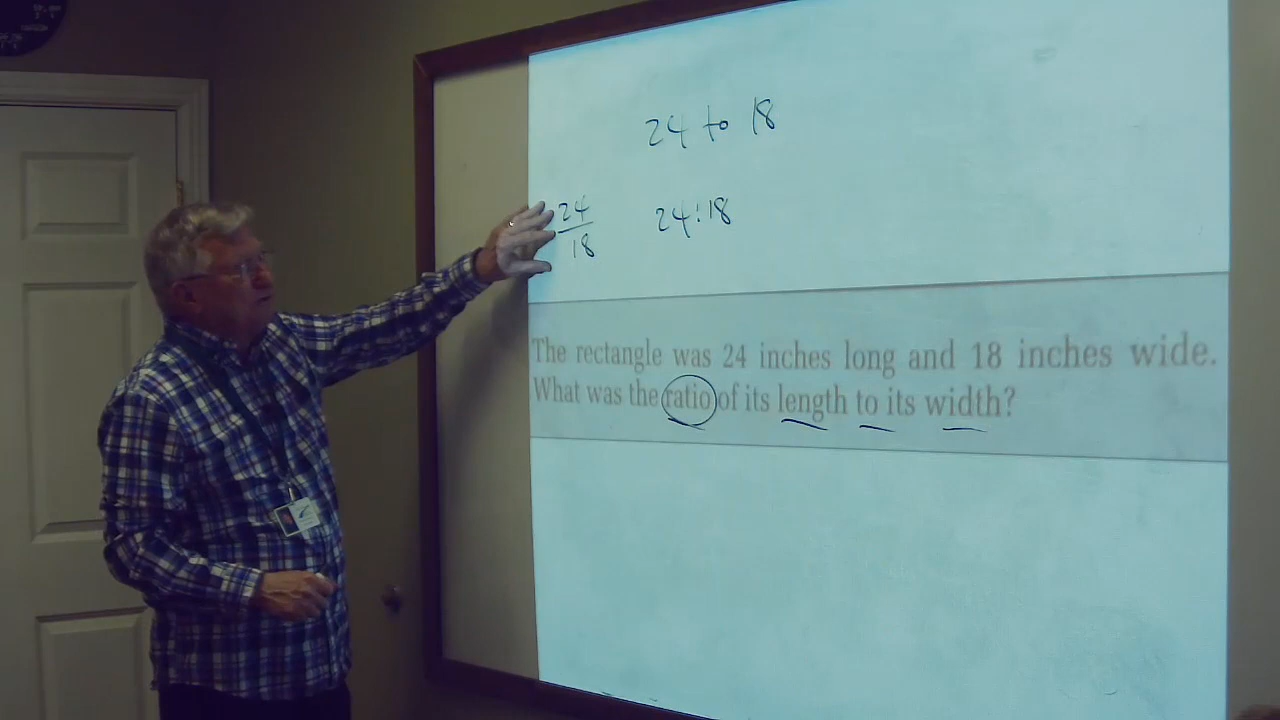 24 to 18
24
18
24:18
The rectangle was 24 inches long and 18 inches wide.
What was the ratio of its length to its width?